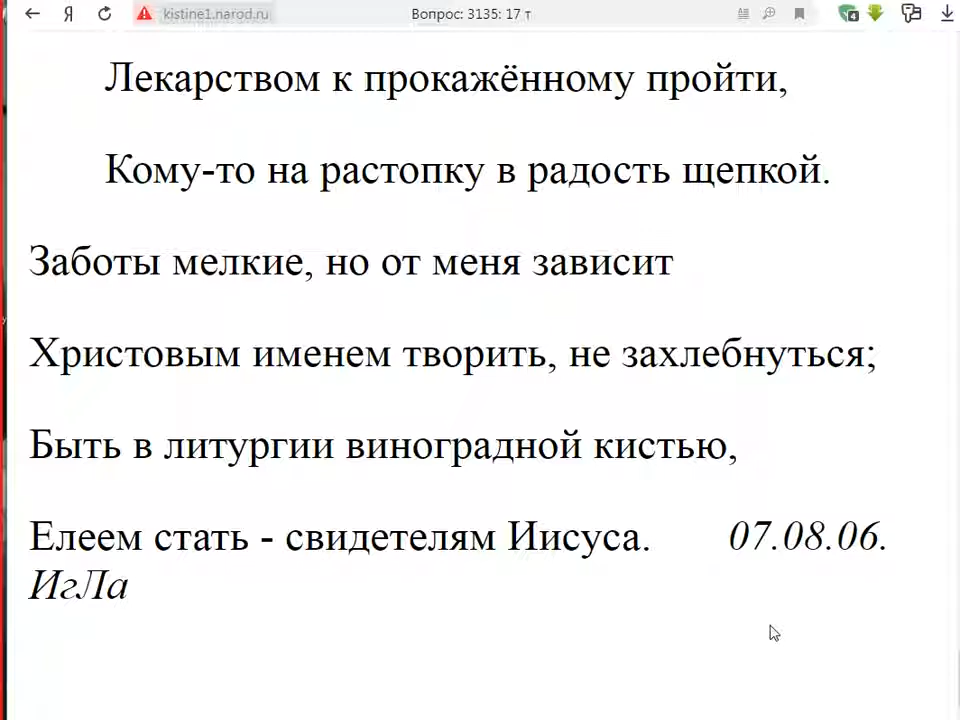 kistine1.narod.ru Вопрос: 3135: 17 т 4
Лекарством к прокажённому пройти,
Кому-то на растопку в радость щепкой.
Заботы мелкие, но от меня зависит
Христовым именем творить, не захлебнуться;
Быть в литургии виноградной кистью,
Елеем стать - свидетелям Иисуса. 07.08.06.
ИгЛа